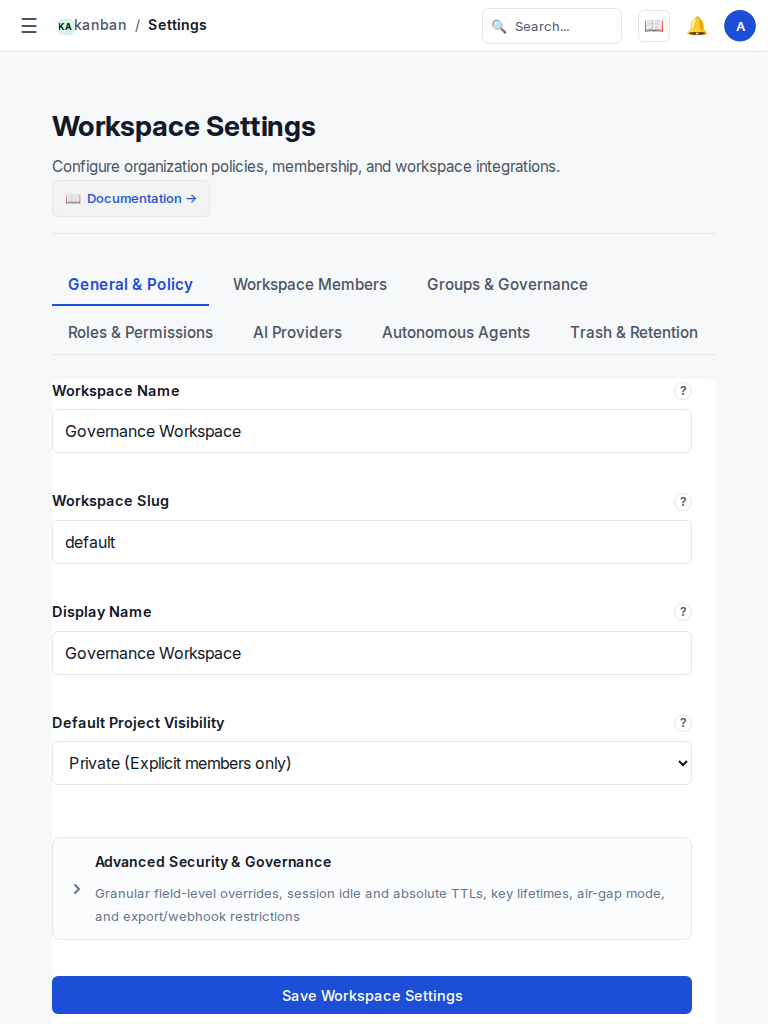 ☰ KA kanban / Settings 🔍 Search... 📖 🔔 A
Workspace Settings
Configure organization policies, membership, and workspace integrations.
📖 Documentation →
General & Policy Workspace Members Groups & Governance
Roles & Permissions AI Providers Autonomous Agents Trash & Retention
Workspace Name ?
Governance Workspace
Workspace Slug ?
default
Display Name ?
Governance Workspace
Default Project Visibility ?
Private (Explicit members only)
Advanced Security & Governance
Granular field-level overrides, session idle and absolute TTLs, key lifetimes, air-gap mode,
and export/webhook restrictions
Save Workspace Settings